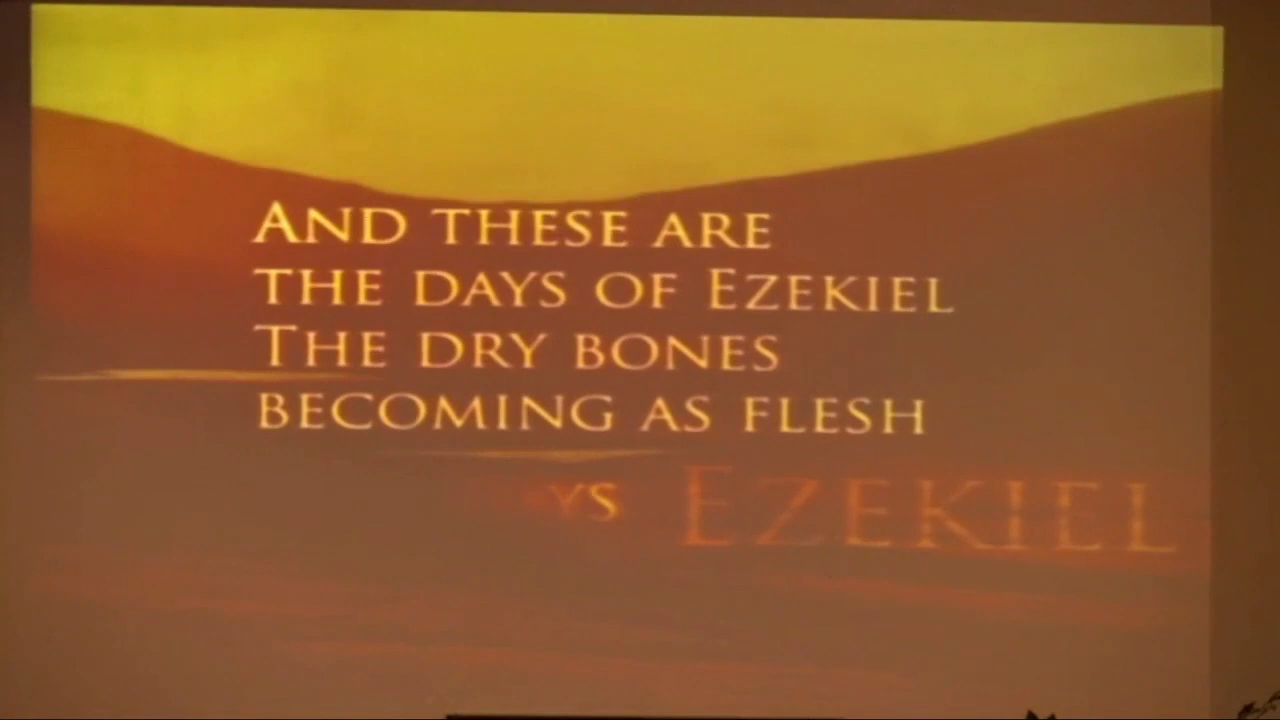 And these are
the days of Ezekiel
The dry bones
becoming as flesh
ys Ezekiel